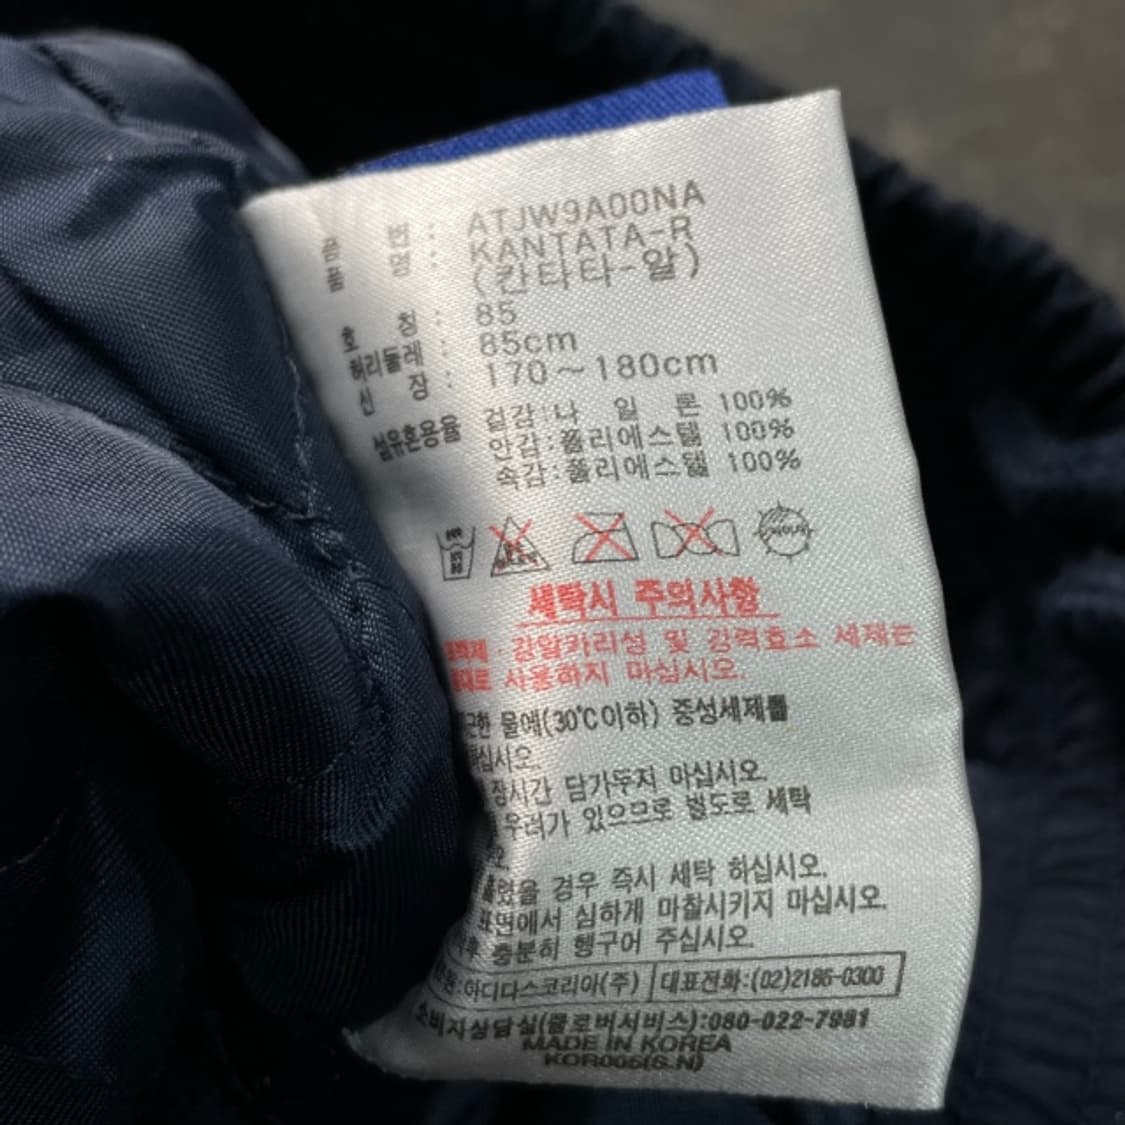 품 번 : ATJW9A00NA
품 명 : KANTATA-R
(칸타타-알)
호 칭 : 85
허리둘레 : 85cm
신 장 : 170~180cm
섬유혼용율 겉감:나 일 론 100%
안감:폴리에스텔 100%
속감:폴리에스텔 100%
세탁시 주의사항
강알카리성 및 강력효소 세제는
사용하지 마십시오.
물에(30℃이하) 중성세제를
십시오.
장시간 담가두지 마십시오.
우려가 있으므로 별도로 세탁
오.
경우 즉시 세탁 하십시오.
표면에서 심하게 마찰시키지 마십시오.
충분히 헹구어 주십시오.
원:아디다스코리아(주) 대표전화:(02)2186-0300
소비자상담실(클로버서비스):080-022-7981
MADE IN KOREA
KOR005(S.N)